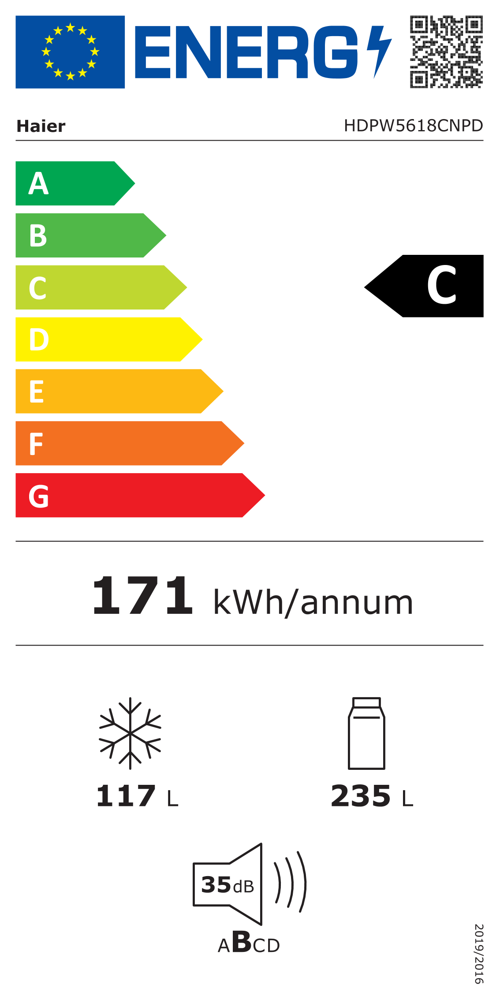 ENERG
Haier
HDPW5618CNPD
A
B
C
C
D
E
F
G
171 kWh/annum
117 L
235 L
35dB
ABCD
2019/2016